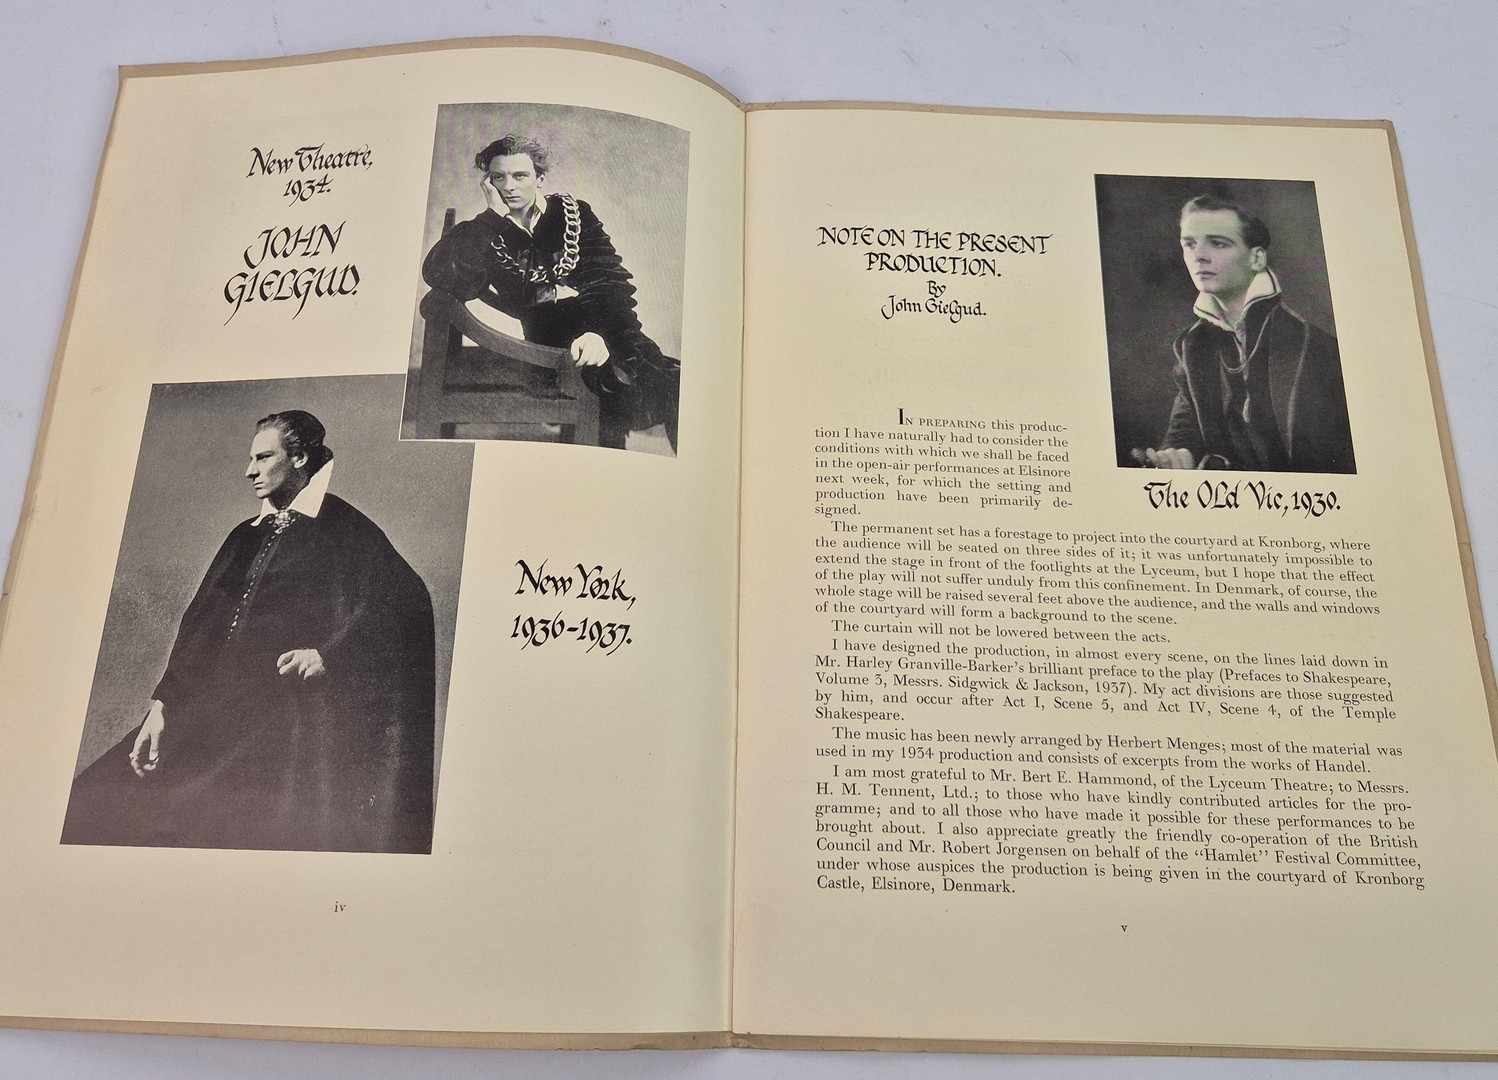 New Theatre,
1934.
JOHN
GIELGUD.
New York,
1936-1937.
iv
NOTE ON THE PRESENT
PRODUCTION.
By
John Gielgud.
The Old Vic, 1930.
IN PREPARING this produc-
tion I have naturally had to consider the
conditions with which we shall be faced
in the open-air performances at Elsinore
next week, for which the setting and
production have been primarily de-
signed.
The permanent set has a forestage to project into the courtyard at Kronborg, where
the audience will be seated on three sides of it; it was unfortunately impossible to
extend the stage in front of the footlights at the Lyceum, but I hope that the effect
of the play will not suffer unduly from this confinement. In Denmark, of course, the
whole stage will be raised several feet above the audience, and the walls and windows
of the courtyard will form a background to the scene.
The curtain will not be lowered between the acts.
I have designed the production, in almost every scene, on the lines laid down in
Mr. Harley Granville-Barker's brilliant preface to the play (Prefaces to Shakespeare,
Volume 3, Messrs. Sidgwick & Jackson, 1937). My act divisions are those suggested
by him, and occur after Act I, Scene 5, and Act IV, Scene 4, of the Temple
Shakespeare.
The music has been newly arranged by Herbert Menges; most of the material was
used in my 1934 production and consists of excerpts from the works of Handel.
I am most grateful to Mr. Bert E. Hammond, of the Lyceum Theatre; to Messrs.
H. M. Tennent, Ltd.; to those who have kindly contributed articles for the pro-
gramme; and to all those who have made it possible for these performances to be
brought about. I also appreciate greatly the friendly co-operation of the British
Council and Mr. Robert Jorgensen on behalf of the "Hamlet" Festival Committee,
under whose auspices the production is being given in the courtyard of Kronborg
Castle, Elsinore, Denmark.
v